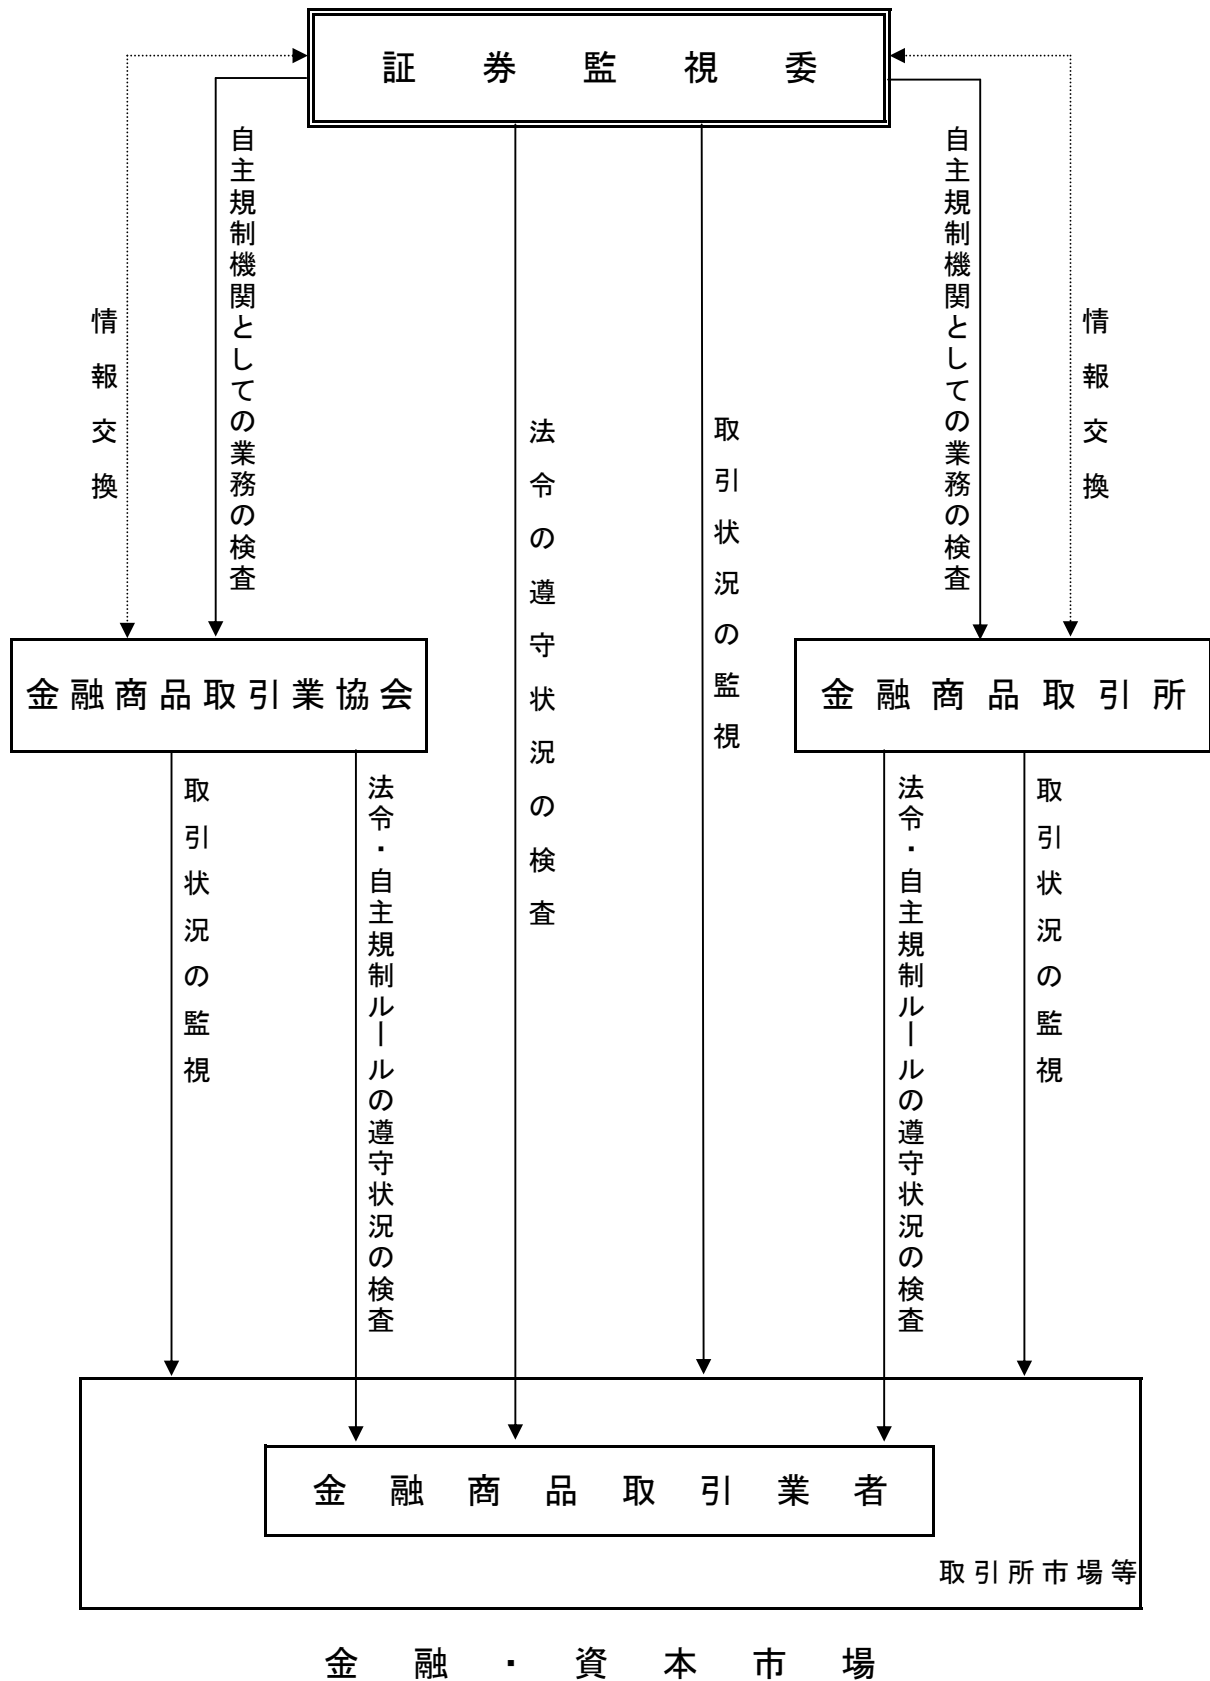 証券監視委
情報交換
自主規制機関としての業務の検査
法令の遵守状況の検査
取引状況の監視
自主規制機関としての業務の検査
情報交換
金融商品取引業協会
金融商品取引所
取引状況の監視
法令・自主規制ルールの遵守状況の検査
法令・自主規制ルールの遵守状況の検査
取引状況の監視
金融商品取引業者
取引所市場等
金融・資本市場